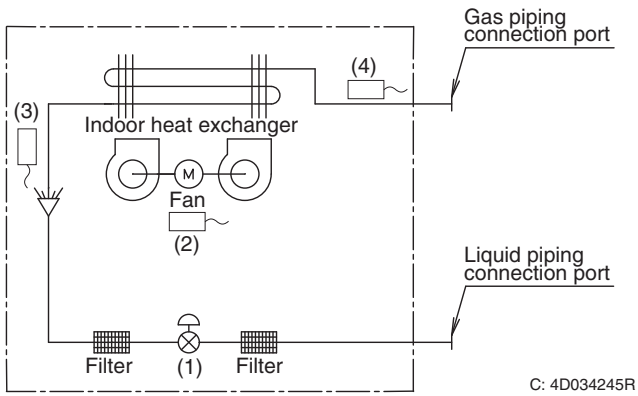 Gas piping
connection port
(4)
(3)
Indoor heat exchanger
M
Fan
(2)
Liquid piping
connection port
Filter
(1)
Filter
C: 4D034245R